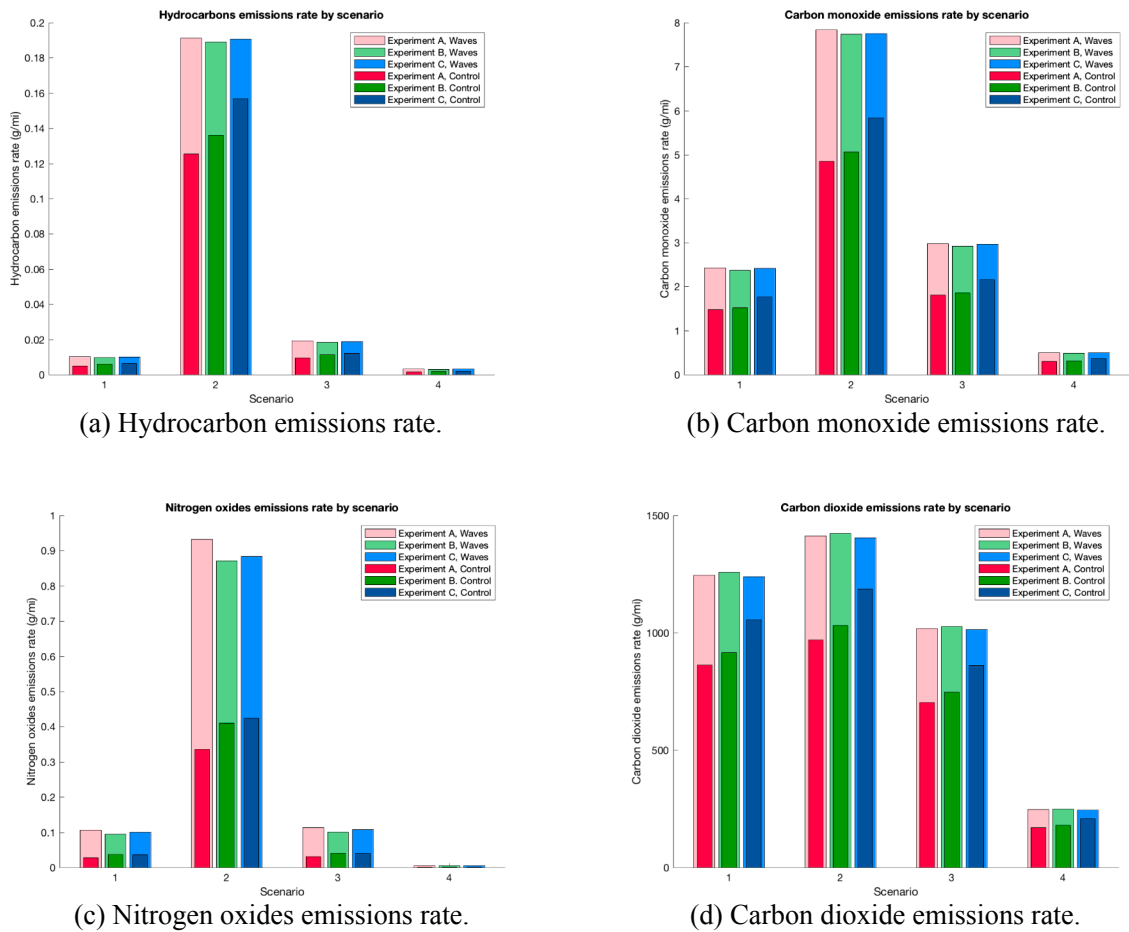 Hydrocarbons emissions rate by scenario
0.2
0.18
0.16
0.14
0.12
0.1
0.08
0.06
0.04
0.02
0
Hydrocarbon emissions rate (g/mi)
Experiment A, Waves
Experiment B, Waves
Experiment C, Waves
Experiment A, Control
Experiment B. Control
Experiment C, Control
1 2 3 4
Scenario
(a) Hydrocarbon emissions rate.
Carbon monoxide emissions rate by scenario
8
7
6
5
4
3
2
1
0
Carbon monoxide emissions rate (g/mi)
Experiment A, Waves
Experiment B, Waves
Experiment C, Waves
Experiment A, Control
Experiment B. Control
Experiment C, Control
1 2 3 4
Scenario
(b) Carbon monoxide emissions rate.
Nitrogen oxides emissions rate by scenario
1
0.9
0.8
0.7
0.6
0.5
0.4
0.3
0.2
0.1
0
Nitrogen oxides emissions rate (g/mi)
Experiment A, Waves
Experiment B, Waves
Experiment C, Waves
Experiment A, Control
Experiment B. Control
Experiment C, Control
1 2 3 4
Scenario
(c) Nitrogen oxides emissions rate.
Carbon dioxide emissions rate by scenario
1500
1000
500
0
Carbon dioxide emissions rate (g/mi)
Experiment A, Waves
Experiment B, Waves
Experiment C, Waves
Experiment A, Control
Experiment B. Control
Experiment C, Control
1 2 3 4
Scenario
(d) Carbon dioxide emissions rate.